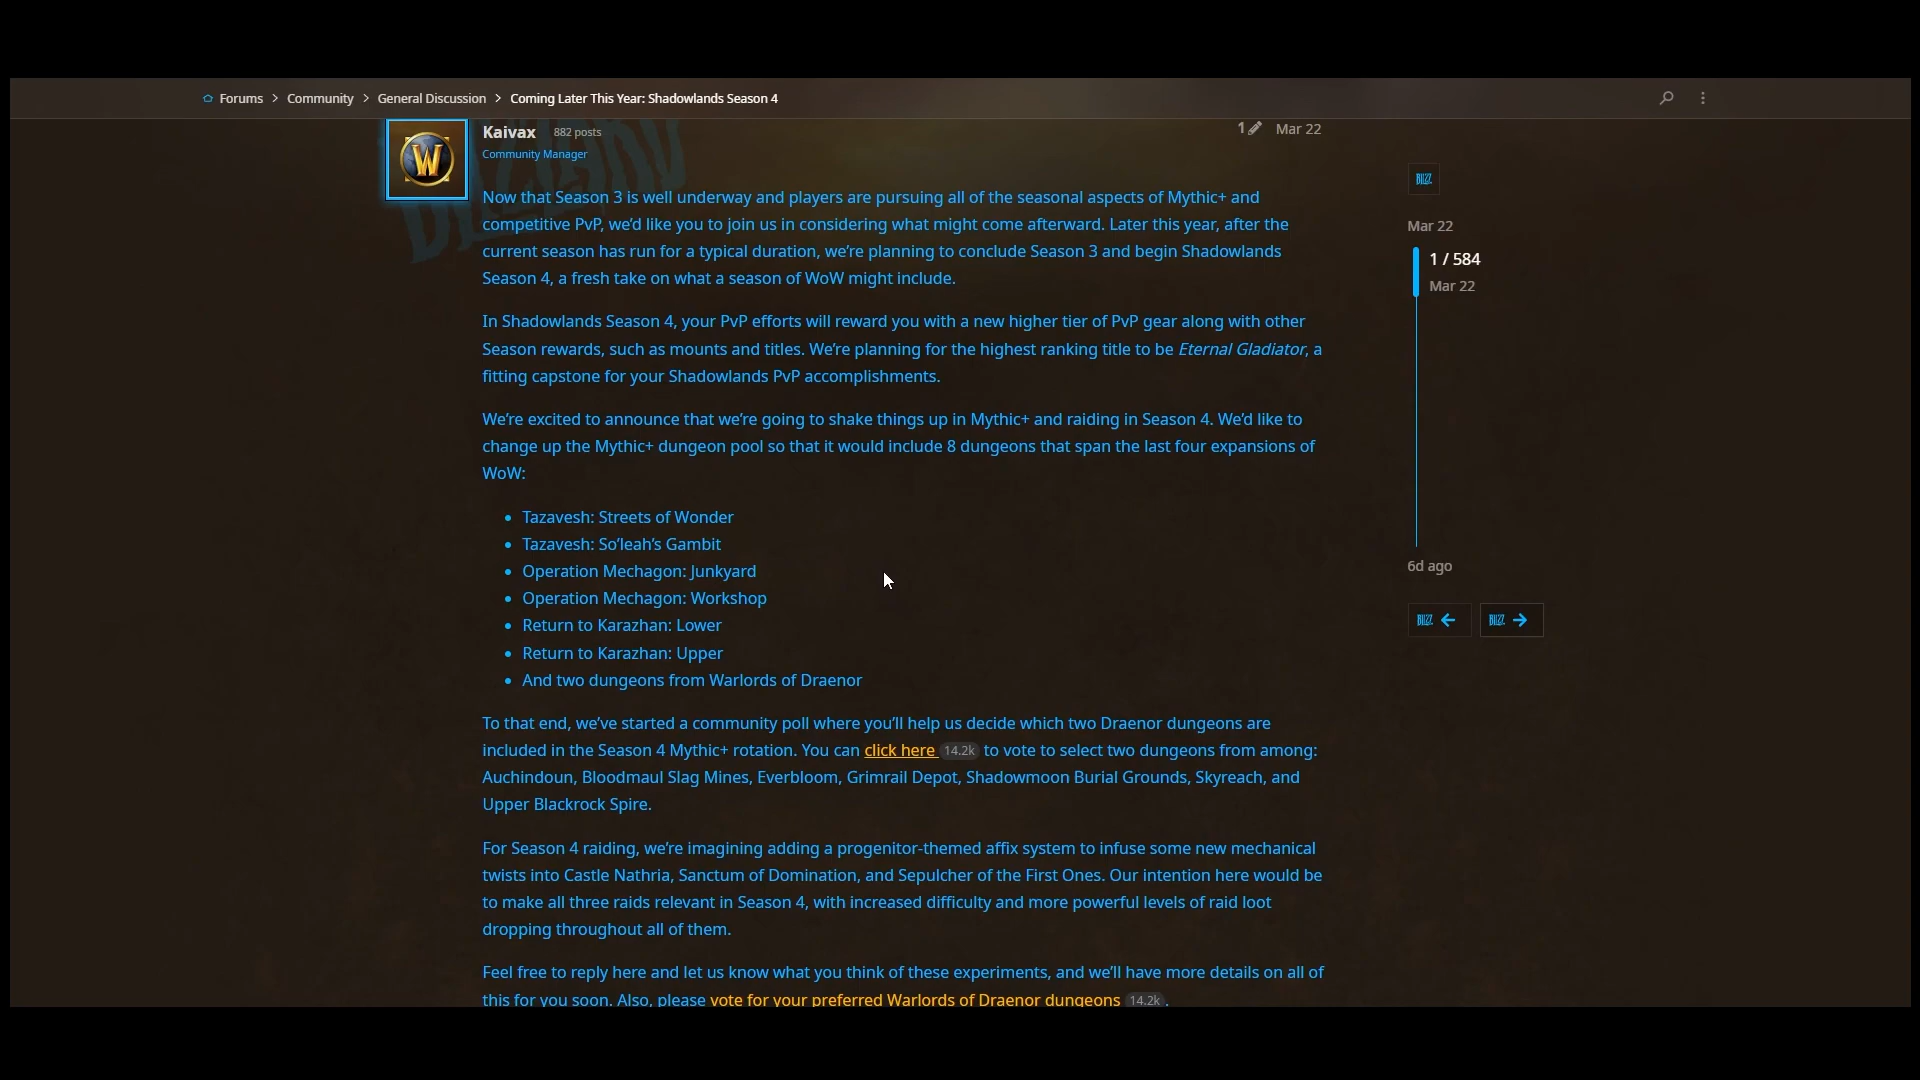 Forums > Community > General Discussion > Coming Later This Year: Shadowlands Season 4
Kaivax 882 posts
1 Mar 22
Community Manager
Now that Season 3 is well underway and players are pursuing all of the seasonal aspects of Mythic+ and
competitive PvP, we'd like you to join us in considering what might come afterward. Later this year, after the
current season has run for a typical duration, we're planning to conclude Season 3 and begin Shadowlands
Season 4, a fresh take on what a season of WoW might include.
In Shadowlands Season 4, your PvP efforts will reward you with a new higher tier of PvP gear along with other
Season rewards, such as mounts and titles. We're planning for the highest ranking title to be Eternal Gladiator, a
fitting capstone for your Shadowlands PvP accomplishments.
We're excited to announce that we're going to shake things up in Mythic+ and raiding in Season 4. We'd like to
change up the Mythic+ dungeon pool so that it would include 8 dungeons that span the last four expansions of
WoW:
• Tazavesh: Streets of Wonder
• Tazavesh: So'leah's Gambit
• Operation Mechagon: Junkyard
• Operation Mechagon: Workshop
• Return to Karazhan: Lower
• Return to Karazhan: Upper
• And two dungeons from Warlords of Draenor
To that end, we've started a community poll where you'll help us decide which two Draenor dungeons are
included in the Season 4 Mythic+ rotation. You can click here 14.2k to vote to select two dungeons from among:
Auchindoun, Bloodmaul Slag Mines, Everbloom, Grimrail Depot, Shadowmoon Burial Grounds, Skyreach, and
Upper Blackrock Spire.
For Season 4 raiding, we're imagining adding a progenitor-themed affix system to infuse some new mechanical
twists into Castle Nathria, Sanctum of Domination, and Sepulcher of the First Ones. Our intention here would be
to make all three raids relevant in Season 4, with increased difficulty and more powerful levels of raid loot
dropping throughout all of them.
Feel free to reply here and let us know what you think of these experiments, and we'll have more details on all of
this for you soon. Also, please vote for your preferred Warlords of Draenor dungeons 14.2k .
BLIZZ
Mar 22
1 / 584
Mar 22
6d ago
BLIZZ
BLIZZ
W